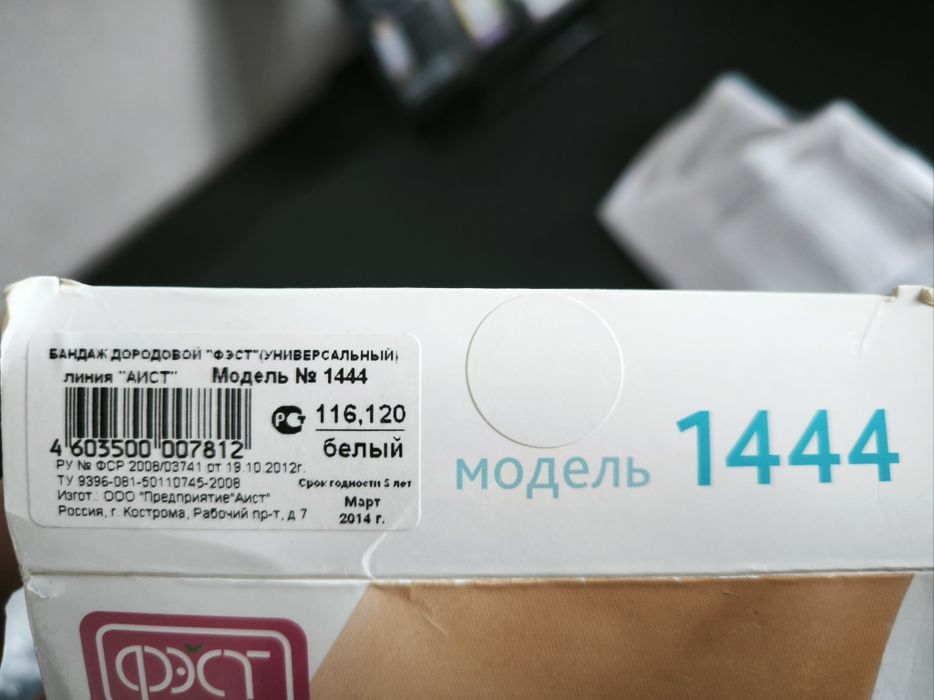 БАНДАЖ ДОРОДОВОЙ "ФЭСТ"(УНИВЕРСАЛЬНЫЙ)
линия "АИСТ" Модель № 1444
116,120
4 603500 007812
белый
РУ № ФСР 2008/03741 от 19.10.2012г.
ТУ 9396-081-50110745-2008 Срок годности 5 лет
Изгот.: ООО "Предприятие"Аист" Март
Россия, г. Кострома, Рабочий пр-т, д 7 2014 г.
модель 1444
ФЭСТ